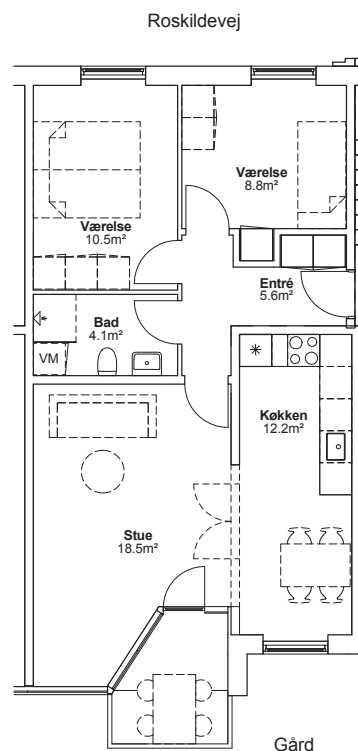 Roskildevej
Værelse
10.5m²
Værelse
8.8m²
Entré
5.6m²
Bad
4.1m²
VM
Køkken
12.2m²
Stue
18.5m²
Gård